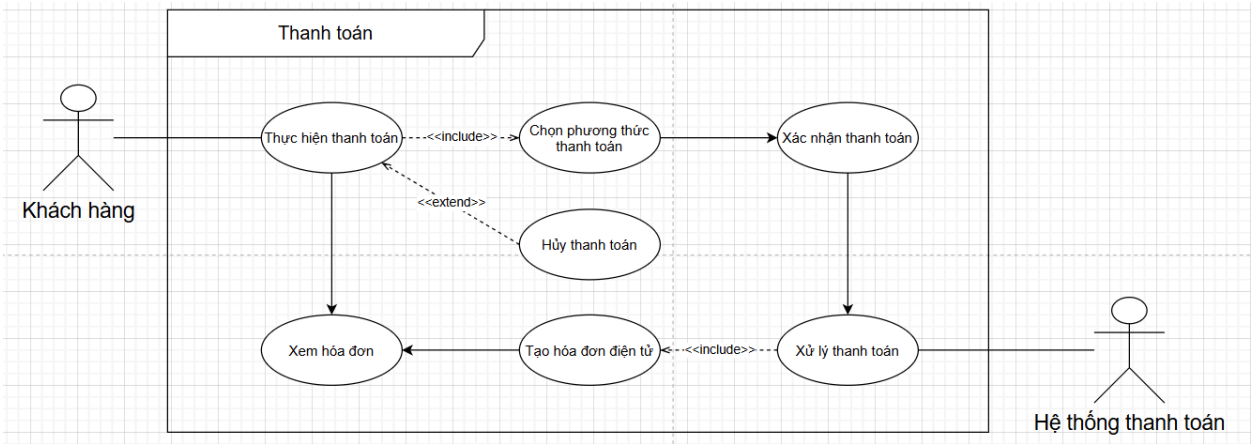 Thanh toán
Thực hiện thanh toán
<<include>>
Chọn phương thức
thanh toán
Xác nhận thanh toán
Khách hàng
<<extend>>
Hủy thanh toán
Xem hóa đơn
Tạo hóa đơn điện tử
<<include>>
Xử lý thanh toán
Hệ thống thanh toán